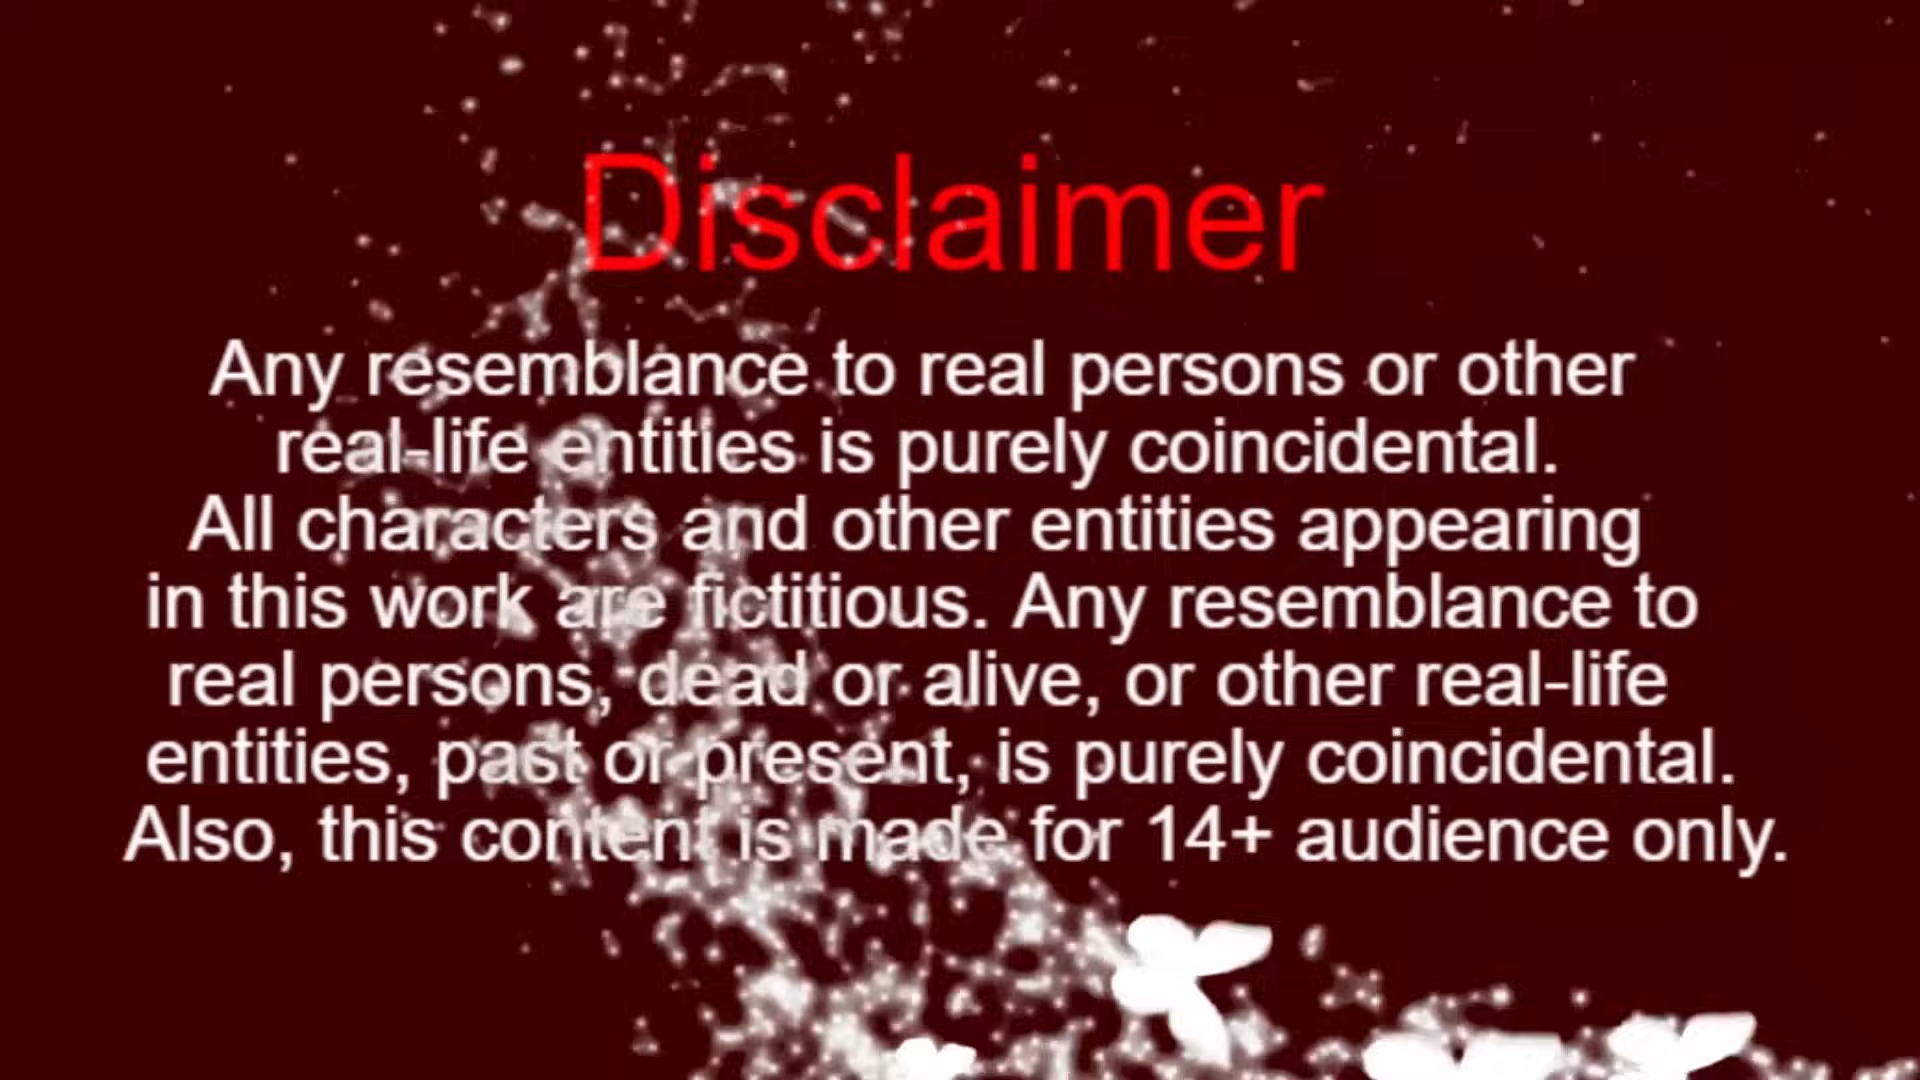 Disclaimer
Any resemblance to real persons or other
real-life entities is purely coincidental.
All characters and other entities appearing
in this work are fictitious. Any resemblance to
real persons, dead or alive, or other real-life
entities, past or present, is purely coincidental.
Also, this content is made for 14+ audience only.